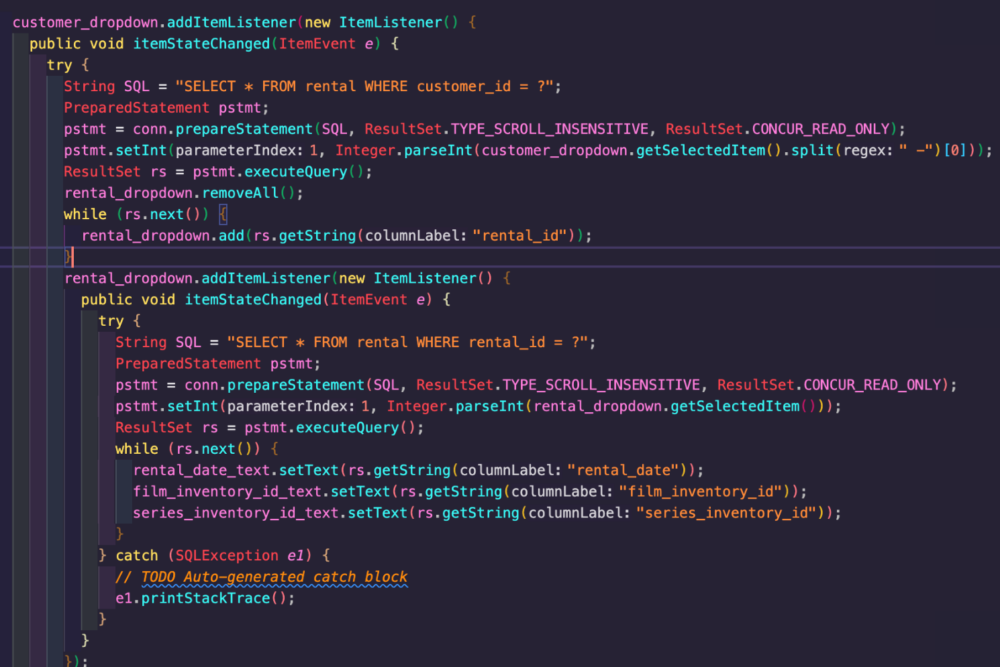 customer_dropdown.addItemListener(new ItemListener() {
public void itemStateChanged(ItemEvent e) {
try {
String SQL = "SELECT * FROM rental WHERE customer_id = ?";
PreparedStatement pstmt;
pstmt = conn.prepareStatement(SQL, ResultSet.TYPE_SCROLL_INSENSITIVE, ResultSet.CONCUR_READ_ONLY);
pstmt.setInt(parameterIndex: 1, Integer.parseInt(customer_dropdown.getSelectedItem().split(regex: " -")[0]));
ResultSet rs = pstmt.executeQuery();
rental_dropdown.removeAll();
while (rs.next()) {
rental_dropdown.add(rs.getString(columnLabel: "rental_id"));
}
rental_dropdown.addItemListener(new ItemListener() {
public void itemStateChanged(ItemEvent e) {
try {
String SQL = "SELECT * FROM rental WHERE rental_id = ?";
PreparedStatement pstmt;
pstmt = conn.prepareStatement(SQL, ResultSet.TYPE_SCROLL_INSENSITIVE, ResultSet.CONCUR_READ_ONLY);
pstmt.setInt(parameterIndex: 1, Integer.parseInt(rental_dropdown.getSelectedItem()));
ResultSet rs = pstmt.executeQuery();
while (rs.next()) {
rental_date_text.setText(rs.getString(columnLabel: "rental_date"));
film_inventory_id_text.setText(rs.getString(columnLabel: "film_inventory_id"));
series_inventory_id_text.setText(rs.getString(columnLabel: "series_inventory_id"));
}
} catch (SQLException e1) {
// TODO Auto-generated catch block
e1.printStackTrace();
}
}
});